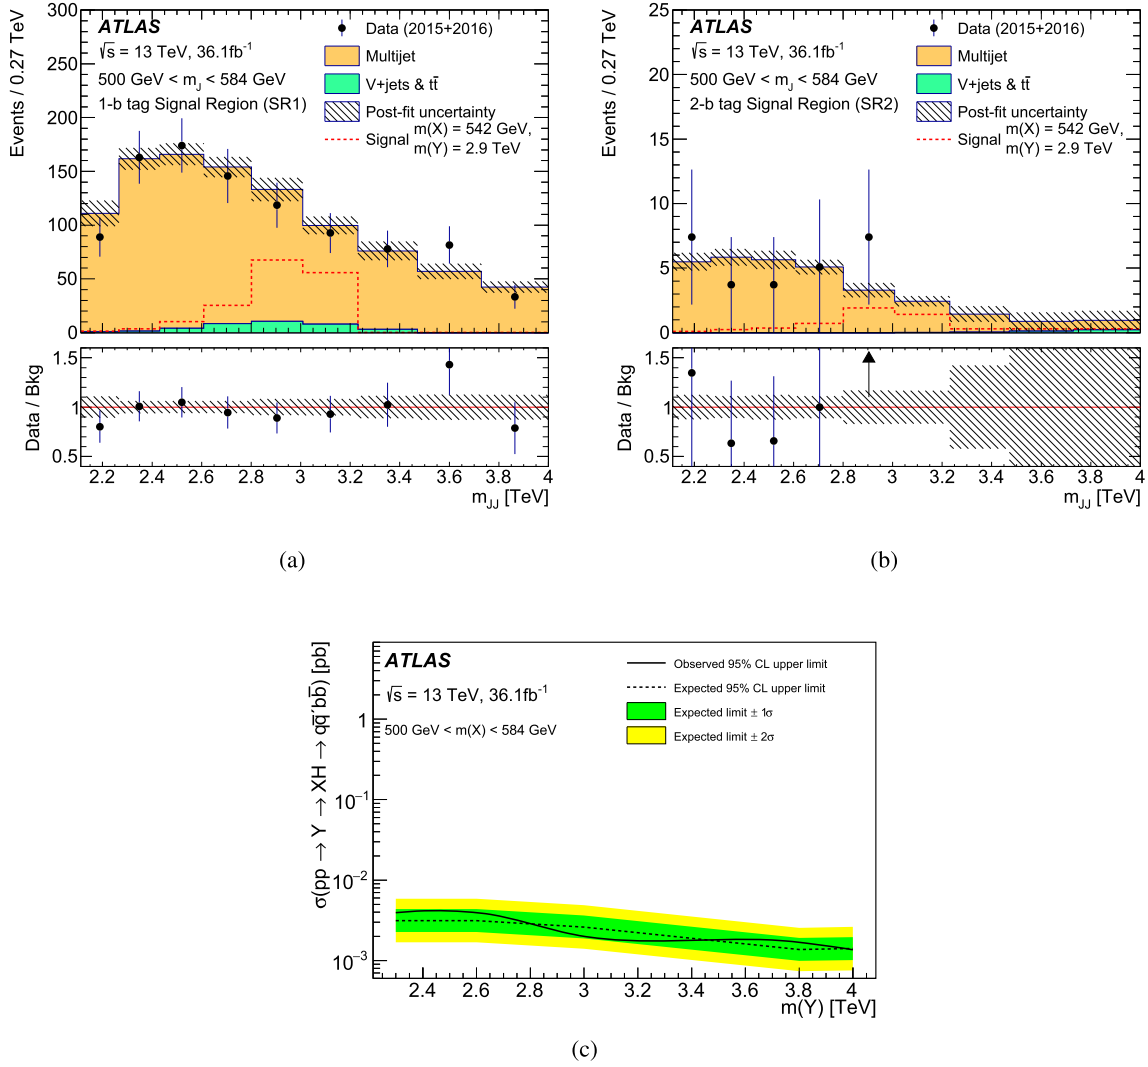 ATLAS
√s = 13 TeV, 36.1fb⁻¹
500 GeV < m_J < 584 GeV
1-b tag Signal Region (SR1)
Data (2015+2016)
Multijet
V+jets & tt̄
Post-fit uncertainty
Signal m(X) = 542 GeV,
m(Y) = 2.9 TeV
Events / 0.27 TeV
300
250
200
150
100
50
0
Data / Bkg
1.5
1
0.5
2.2 2.4 2.6 2.8 3 3.2 3.4 3.6 3.8 4
m_JJ [TeV]
(a)
ATLAS
√s = 13 TeV, 36.1fb⁻¹
500 GeV < m_J < 584 GeV
2-b tag Signal Region (SR2)
Data (2015+2016)
Multijet
V+jets & tt̄
Post-fit uncertainty
Signal m(X) = 542 GeV,
m(Y) = 2.9 TeV
Events / 0.27 TeV
25
20
15
10
5
0
Data / Bkg
1.5
1
0.5
2.2 2.4 2.6 2.8 3 3.2 3.4 3.6 3.8 4
m_JJ [TeV]
(b)
ATLAS
√s = 13 TeV, 36.1fb⁻¹
500 GeV < m(X) < 584 GeV
Observed 95% CL upper limit
Expected 95% CL upper limit
Expected limit ± 1σ
Expected limit ± 2σ
σ(pp → Y → XH → qq̄′bb̄) [pb]
1
10⁻¹
10⁻²
10⁻³
2.4 2.6 2.8 3 3.2 3.4 3.6 3.8 4
m(Y) [TeV]
(c)